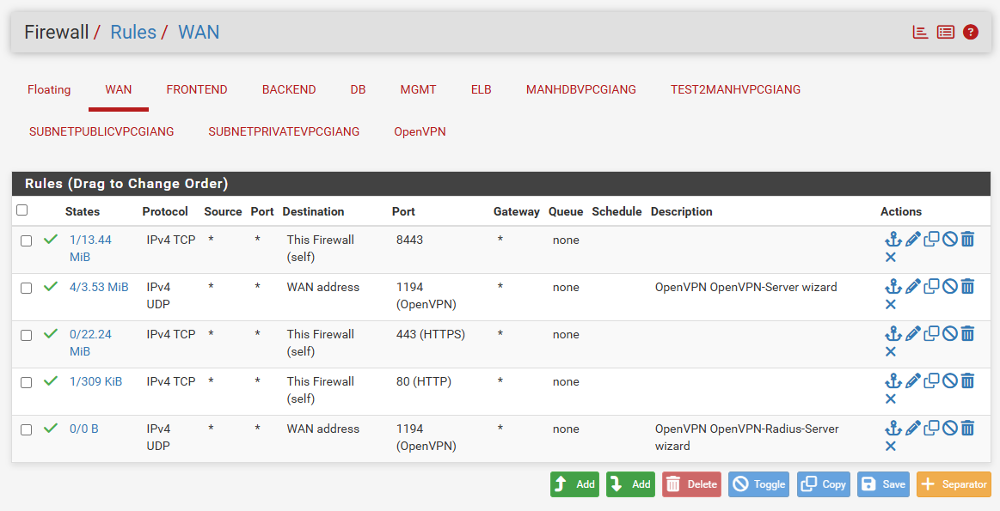 Firewall / Rules / WAN
Floating WAN FRONTEND BACKEND DB MGMT ELB MANHDBVPCGIANG TEST2MANHVPCGIANG
SUBNETPUBLICVPCGIANG SUBNETPRIVATEVPCGIANG OpenVPN
Rules (Drag to Change Order)
States Protocol Source Port Destination Port Gateway Queue Schedule Description Actions
1/13.44 IPv4 TCP * * This Firewall 8443 * none
MiB (self)
4/3.53 MiB IPv4 * * WAN address 1194 * none OpenVPN OpenVPN-Server wizard
UDP (OpenVPN)
0/22.24 IPv4 TCP * * This Firewall 443 (HTTPS) * none
MiB (self)
1/309 KiB IPv4 TCP * * This Firewall 80 (HTTP) * none
(self)
0/0 B IPv4 * * WAN address 1194 * none OpenVPN OpenVPN-Radius-Server
UDP (OpenVPN) wizard
Add Add Delete Toggle Copy Save Separator